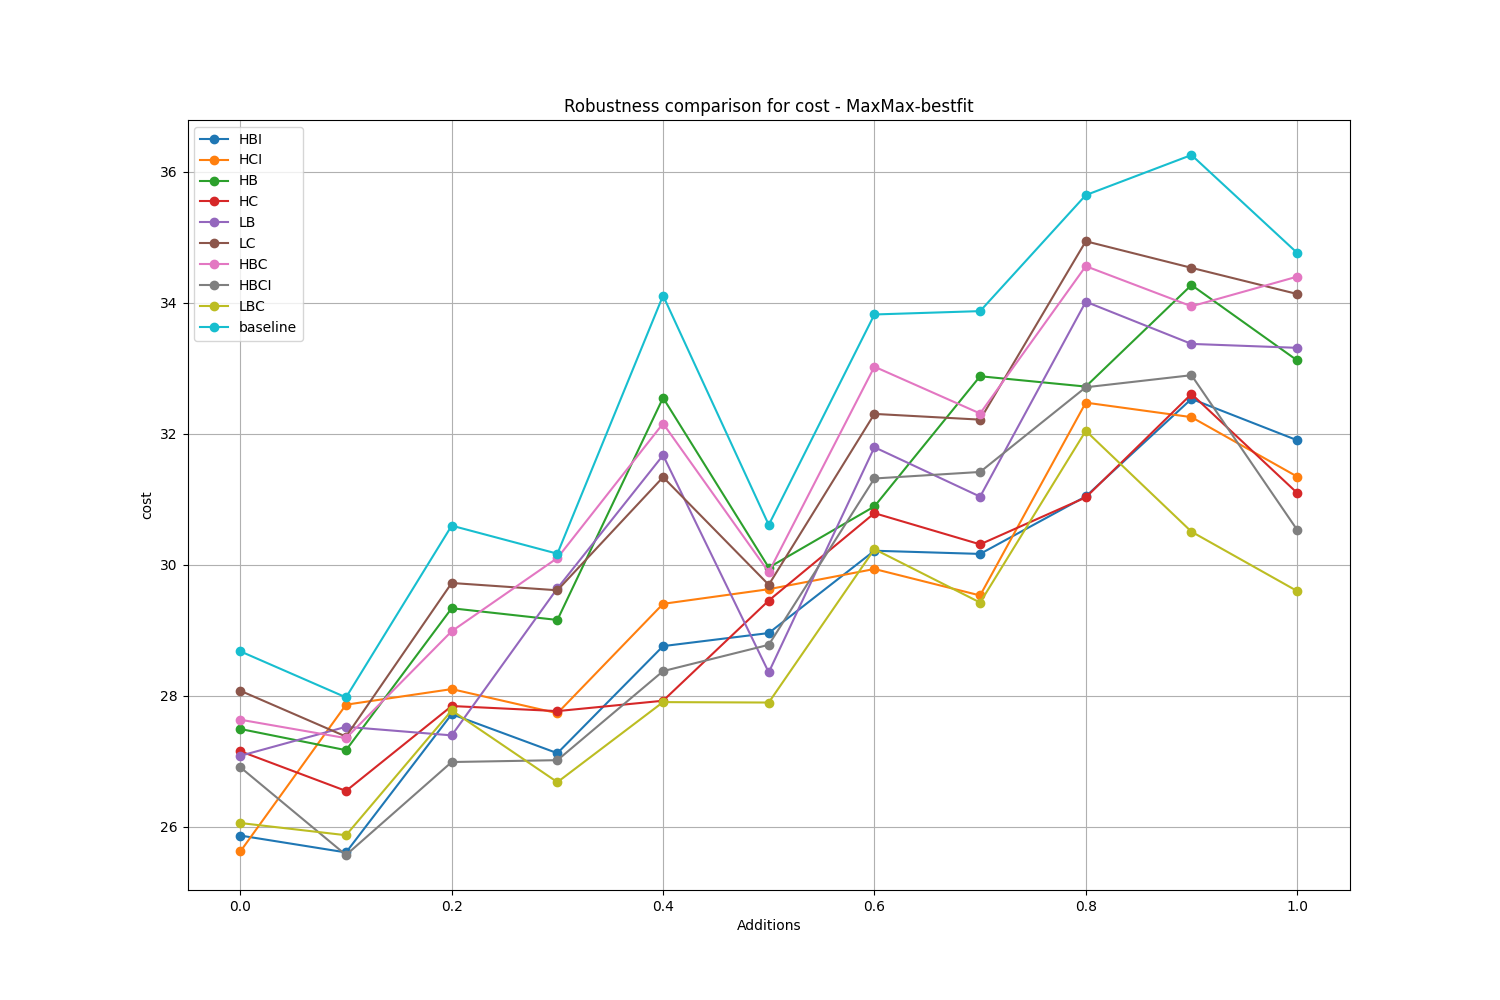 Robustness comparison for cost - MaxMax-bestfit
HBI
HCI
HB
HC
LB
LC
HBC
HBCI
LBC
baseline
36
34
32
30
28
26
cost
0.0 0.2 0.4 0.6 0.8 1.0
Additions